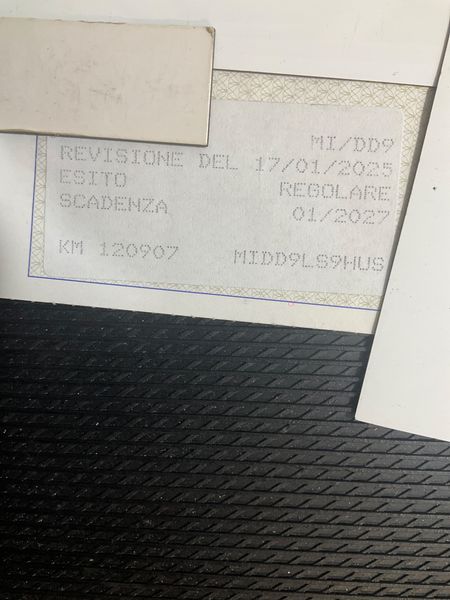 MI/DD9
REVISIONE DEL 17/01/2025
ESITO REGOLARE
SCADENZA 01/2027
KM 120907 MIDD9LS9HUS